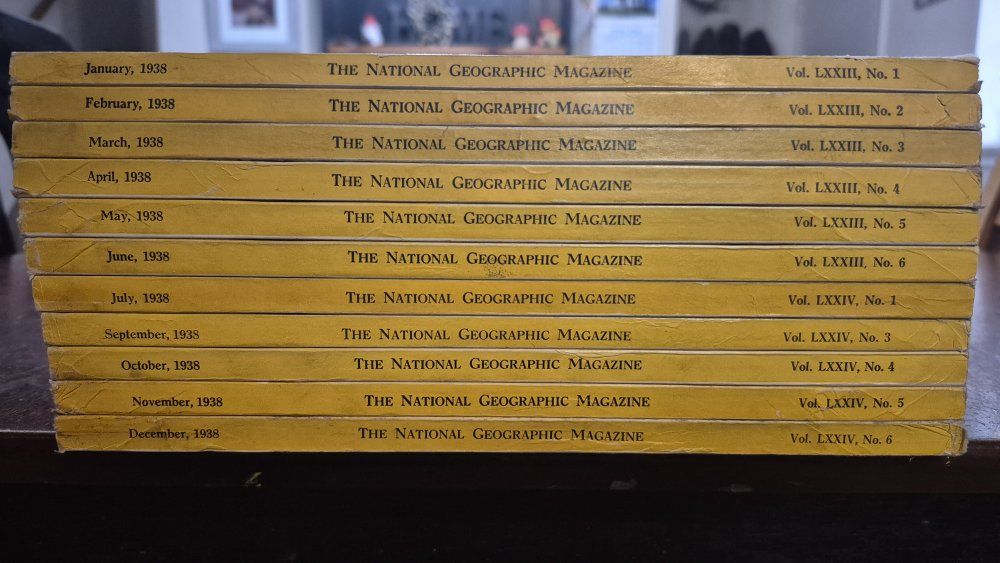 January, 1938 THE NATIONAL GEOGRAPHIC MAGAZINE Vol. LXXIII, No. 1
February, 1938 THE NATIONAL GEOGRAPHIC MAGAZINE Vol. LXXIII, No. 2
March, 1938 THE NATIONAL GEOGRAPHIC MAGAZINE Vol. LXXIII, No. 3
April, 1938 THE NATIONAL GEOGRAPHIC MAGAZINE Vol. LXXIII, No. 4
May, 1938 THE NATIONAL GEOGRAPHIC MAGAZINE Vol. LXXIII, No. 5
June, 1938 THE NATIONAL GEOGRAPHIC MAGAZINE Vol. LXXIII, No. 6
July, 1938 THE NATIONAL GEOGRAPHIC MAGAZINE Vol. LXXIV, No. 1
September, 1938 THE NATIONAL GEOGRAPHIC MAGAZINE Vol. LXXIV, No. 3
October, 1938 THE NATIONAL GEOGRAPHIC MAGAZINE Vol. LXXIV, No. 4
November, 1938 THE NATIONAL GEOGRAPHIC MAGAZINE Vol. LXXIV, No. 5
December, 1938 THE NATIONAL GEOGRAPHIC MAGAZINE Vol. LXXIV, No. 6